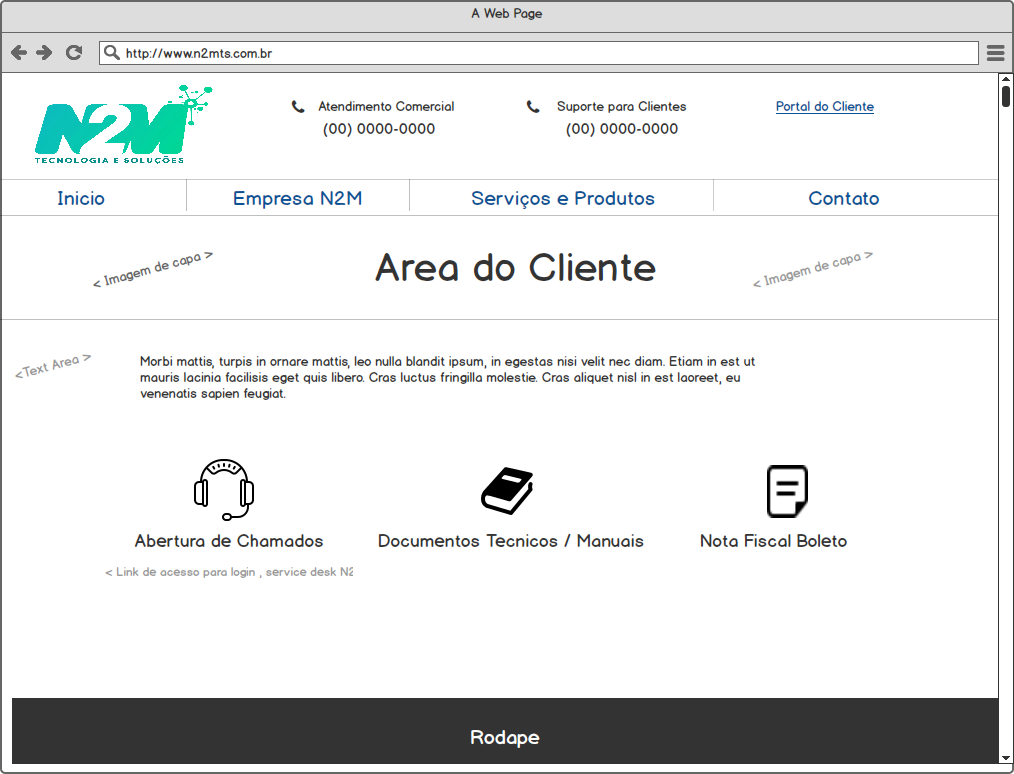 A Web Page
http://www.n2mts.com.br
N2M
TECNOLOGIA E SOLUÇÕES
Atendimento Comercial
(00) 0000-0000
Suporte para Clientes
(00) 0000-0000
Portal do Cliente
Inicio
Empresa N2M
Serviços e Produtos
Contato
< Imagem de capa >
Area do Cliente
< Imagem de capa >
<Text Area >
Morbi mattis, turpis in ornare mattis, leo nulla blandit ipsum, in egestas nisi velit nec diam. Etiam in est ut
mauris lacinia facilisis eget quis libero. Cras luctus fringilla molestie. Cras aliquet nisl in est laoreet, eu
venenatis sapien feugiat.
Abertura de Chamados
Documentos Tecnicos / Manuais
Nota Fiscal Boleto
< Link de acesso para login , service desk N2
Rodape